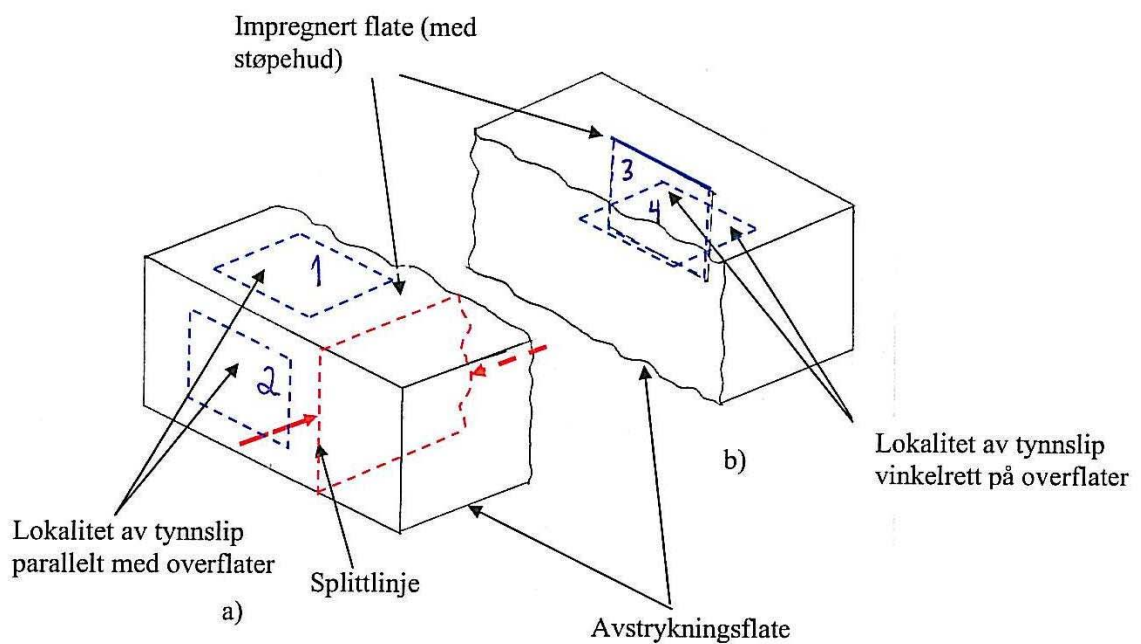 Impregnert flate (med
støpehud)
3
4
1
2
b)
Lokalitet av tynnslip
vinkelrett på overflater
Lokalitet av tynnslip
parallelt med overflater
Splittlinje
a)
Avstrykningsflate